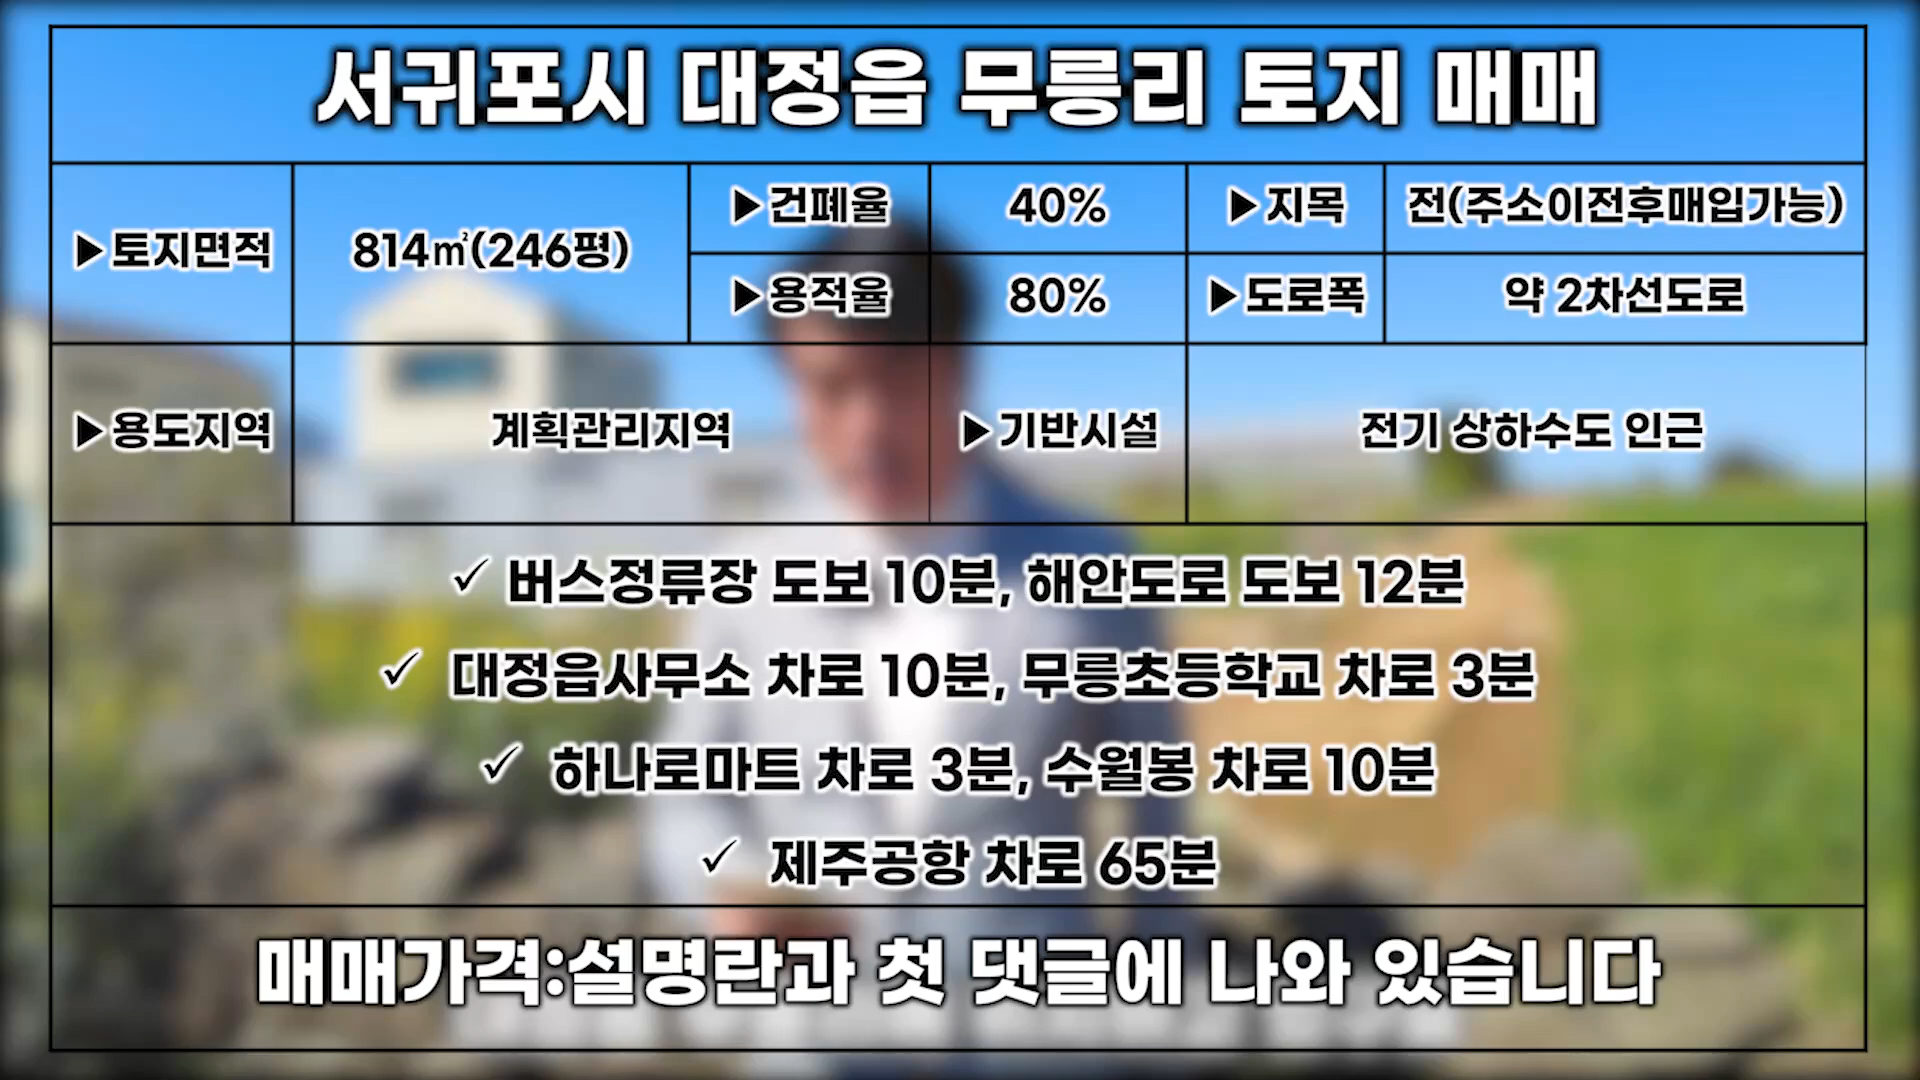 서귀포시 대정읍 무릉리 토지 매매
▶토지면적 814㎡(246평) ▶건폐율 40% ▶지목 전(주소이전후매입가능)
▶용적율 80% ▶도로폭 약 2차선도로
▶용도지역 계획관리지역 ▶기반시설 전기 상하수도 인근
✓ 버스정류장 도보 10분, 해안도로 도보 12분
✓ 대정읍사무소 차로 10분, 무릉초등학교 차로 3분
✓ 하나로마트 차로 3분, 수월봉 차로 10분
✓ 제주공항 차로 65분
매매가격:설명란과 첫 댓글에 나와 있습니다